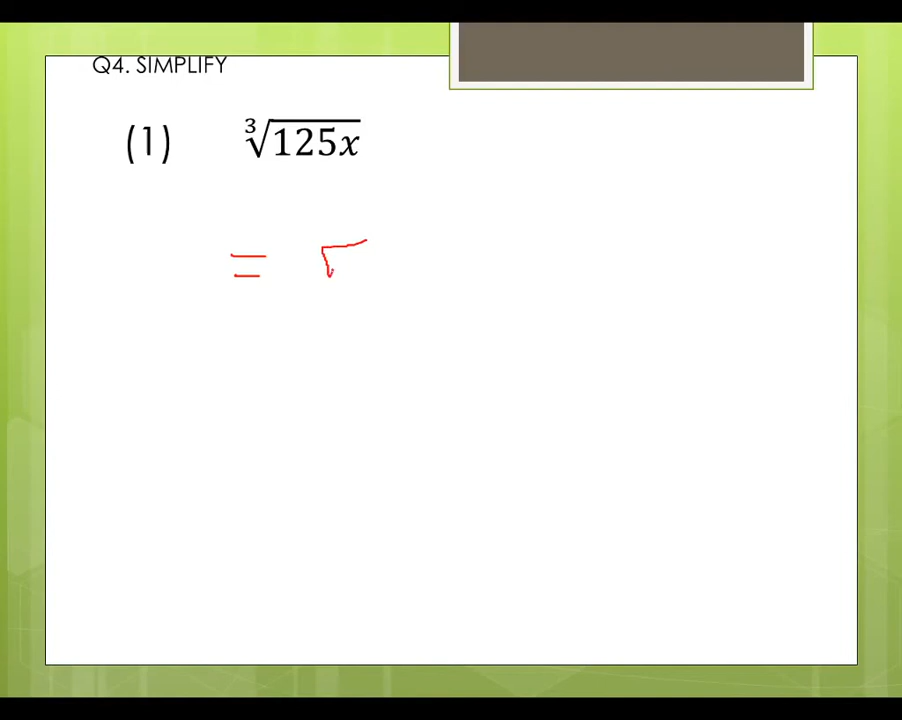 Q4. SIMPLIFY
(1) ∛125x
=